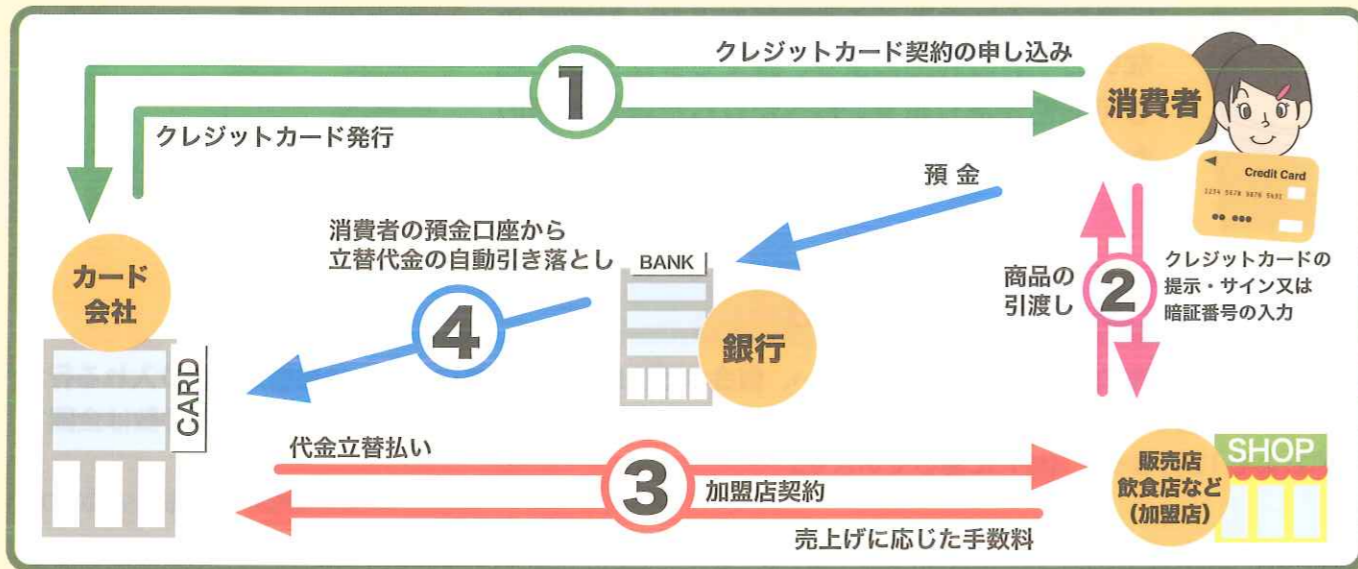 クレジットカード契約の申し込み
1
クレジットカード発行
消費者
Credit Card
1234 5678 9876 5432
預金
消費者の預金口座から
立替代金の自動引き落とし
BANK
銀行
カード
会社
CARD
4
商品の
引渡し
2
クレジットカードの
提示・サイン又は
暗証番号の入力
代金立替払い
3
加盟店契約
売上げに応じた手数料
販売店
飲食店など
(加盟店)
SHOP